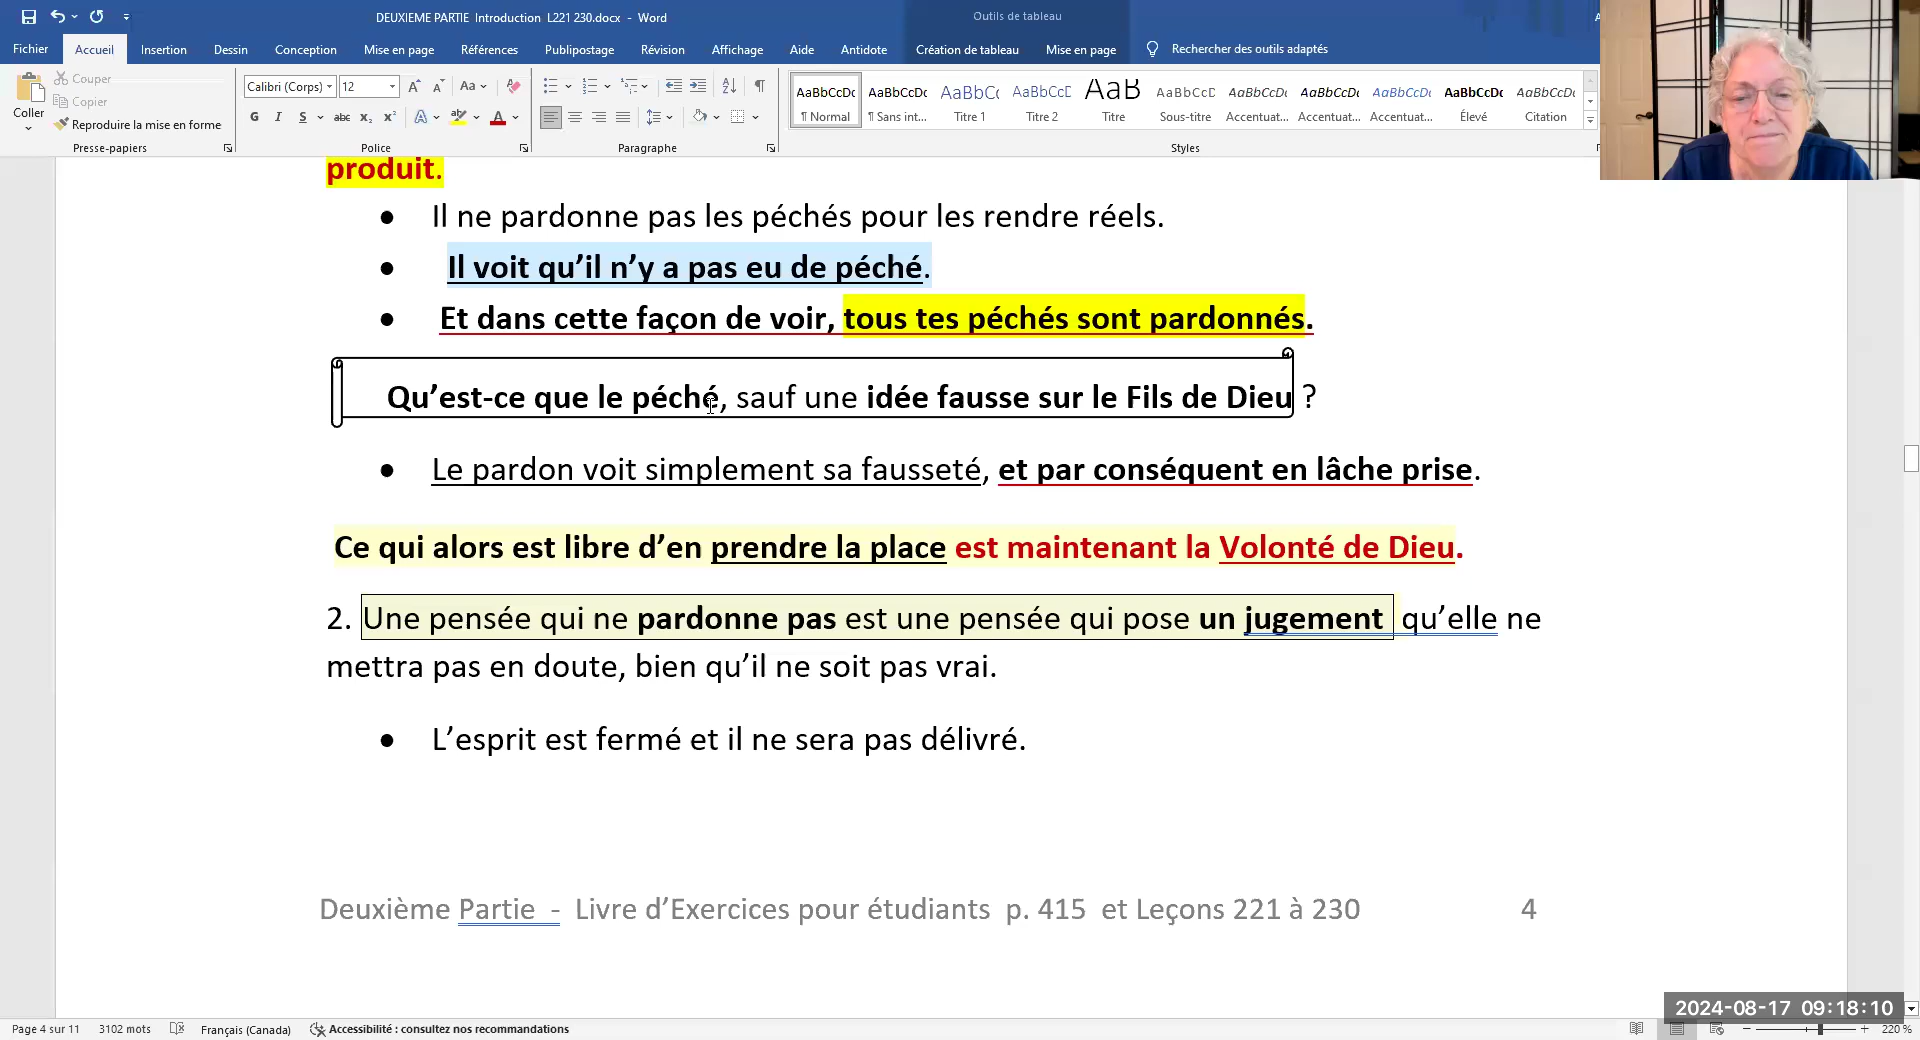 DEUXIEME PARTIE Introduction L221 230.docx - Word
Outils de tableau
Fichier Accueil Insertion Dessin Conception Mise en page Références Publipostage Révision Affichage Aide Antidote Création de tableau Mise en page Rechercher des outils adaptés
Coller
Couper
Copier
Reproduire la mise en forme
Presse-papiers
Calibri (Corps) 12
G I S abc x₂ x²
Police
Paragraphe
AaBbCcDc AaBbCcDc AaBbCc AaBbCcD AaB AaBbCcD AaBbCcDc AaBbCcDc AaBbCcDc AaBbCcDc AaBbCcDc
¶ Normal ¶ Sans int... Titre 1 Titre 2 Titre Sous-titre Accentuat... Accentuat... Accentuat... Élevé Citation
Styles
produit.
• Il ne pardonne pas les péchés pour les rendre réels.
• Il voit qu’il n’y a pas eu de péché.
• Et dans cette façon de voir, tous tes péchés sont pardonnés.
Qu’est-ce que le péché, sauf une idée fausse sur le Fils de Dieu ?
• Le pardon voit simplement sa fausseté, et par conséquent en lâche prise.
Ce qui alors est libre d’en prendre la place est maintenant la Volonté de Dieu.
2. Une pensée qui ne pardonne pas est une pensée qui pose un jugement qu’elle ne
mettra pas en doute, bien qu’il ne soit pas vrai.
• L’esprit est fermé et il ne sera pas délivré.
Deuxième Partie - Livre d’Exercices pour étudiants p. 415 et Leçons 221 à 230 4
2024-08-17 09:18:10
Page 4 sur 11 3102 mots Français (Canada) Accessibilité : consultez nos recommandations 220 %